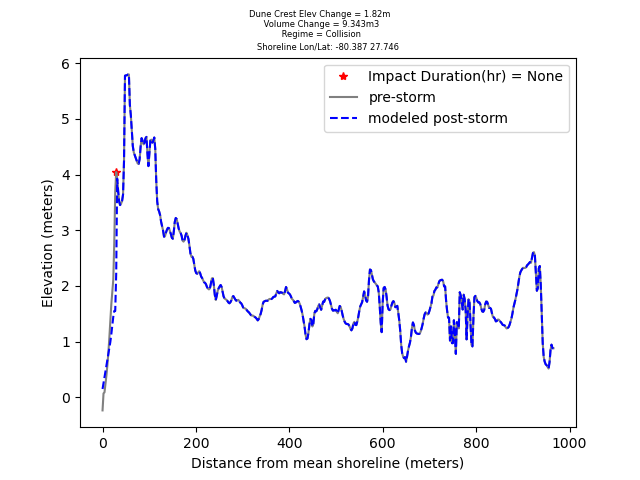 Dune Crest Elev Change = 1.82m
Volume Change = 9.343m3
Regime = Collision
Shoreline Lon/Lat: -80.387 27.746
Impact Duration(hr) = None
pre-storm
modeled post-storm
Elevation (meters)
6
5
4
3
2
1
0
0 200 400 600 800 1000
Distance from mean shoreline (meters)